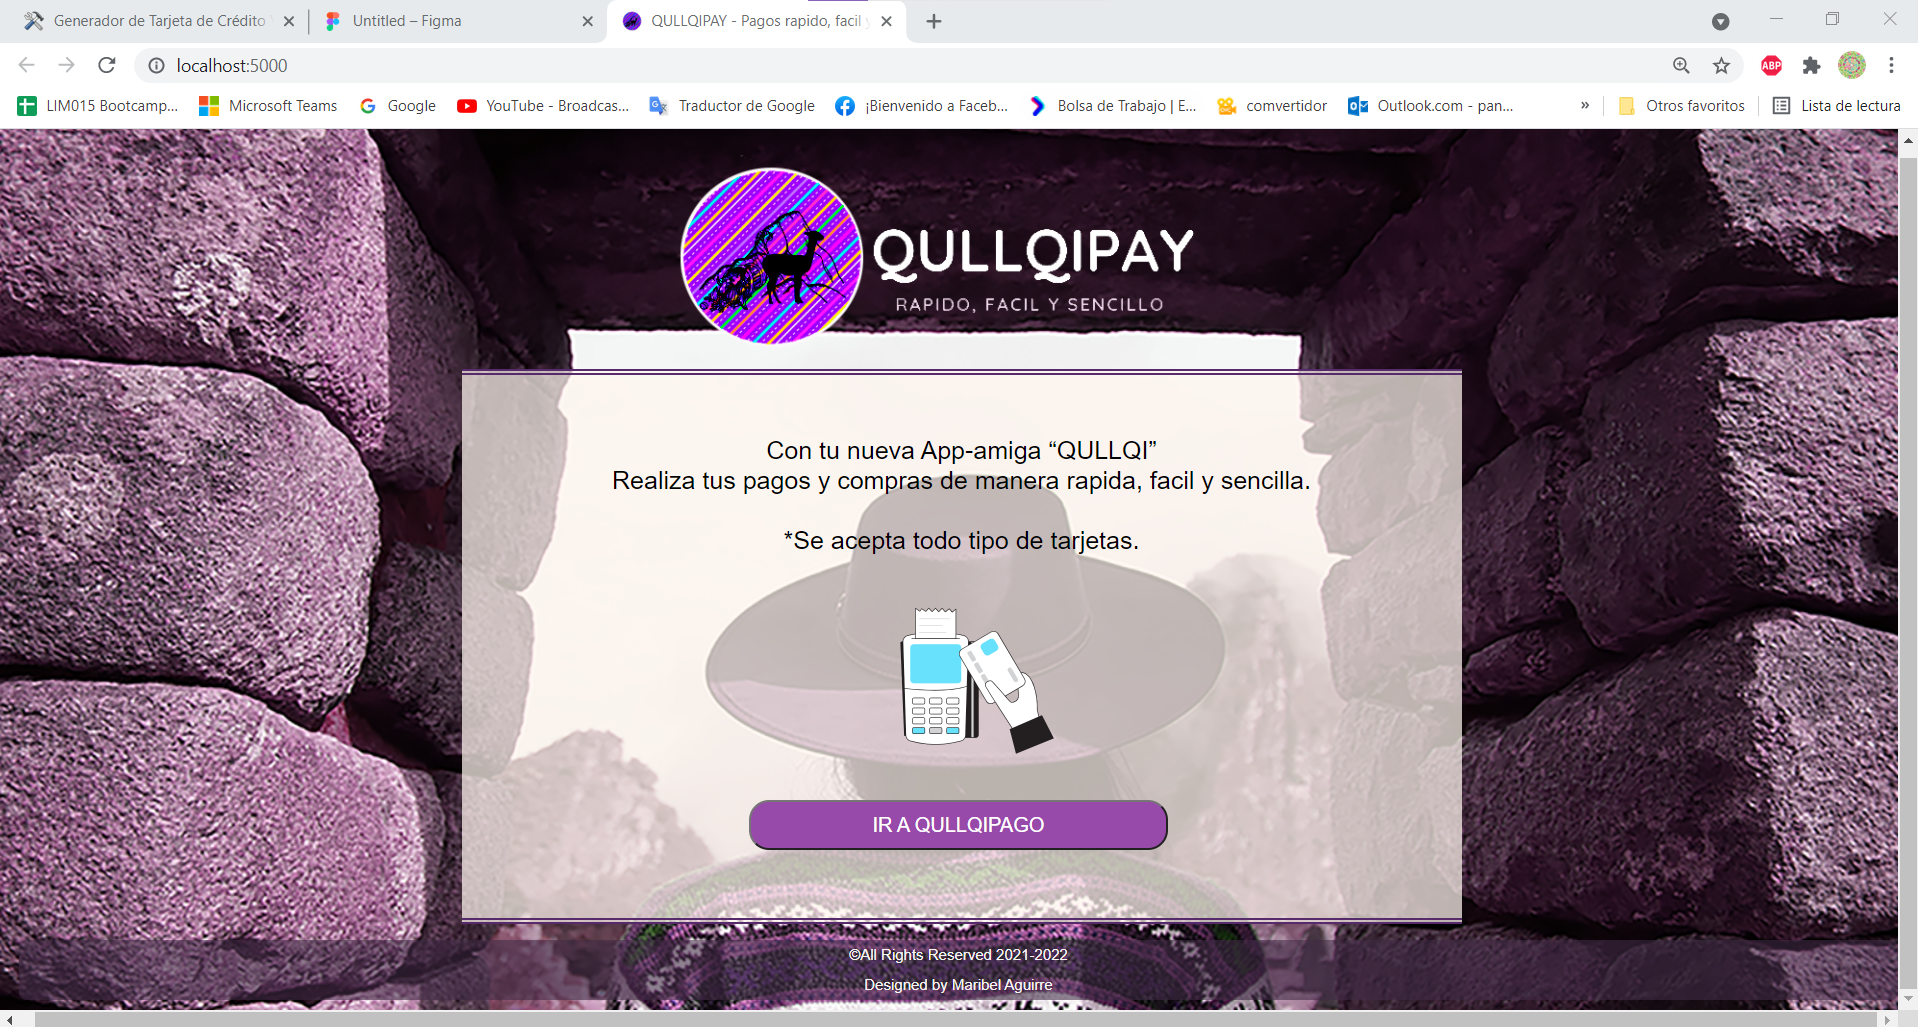 Generador de Tarjeta de Crédito
Untitled – Figma
QULLQIPAY - Pagos rapido, facil y
localhost:5000
ABP
LIM015 Bootcamp...
Microsoft Teams
Google
YouTube - Broadcas...
Traductor de Google
¡Bienvenido a Faceb...
Bolsa de Trabajo | E...
comvertidor
Outlook.com - pan...
»
Otros favoritos
Lista de lectura
QULLQIPAY
RAPIDO, FACIL Y SENCILLO
Con tu nueva App-amiga “QULLQI”
Realiza tus pagos y compras de manera rapida, facil y sencilla.
*Se acepta todo tipo de tarjetas.
IR A QULLQIPAGO
©All Rights Reserved 2021-2022
Designed by Maribel Aguirre